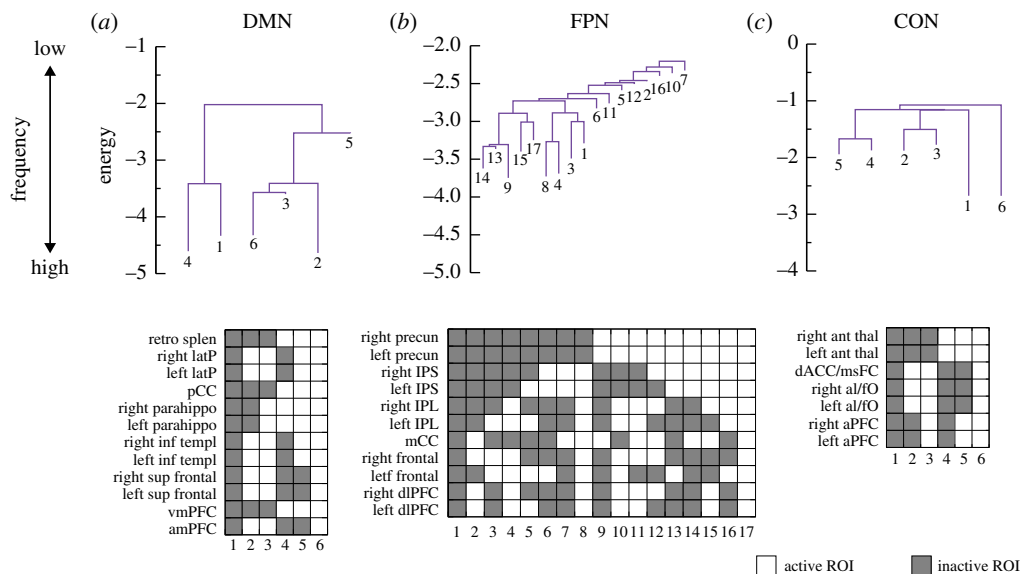 (a) DMN
(b) FPN
(c) CON
low
frequency
high
energy
–1
–2
–3
–4
–5
5
3
4
1
6
2
–2.0
–2.5
–3.0
–3.5
–4.0
–4.5
–5.0
7
10
16
2
12
5
11
6
1
17
15
13
3
14
9
8
4
0
–1
–2
–3
–4
5
4
2
3
1
6
retro splen
right latP
left latP
pCC
right parahippo
left parahippo
right inf templ
left inf templ
right sup frontal
left sup frontal
vmPFC
amPFC
1 2 3 4 5 6
right precun
left precun
right IPS
left IPS
right IPL
left IPL
mCC
right frontal
letf frontal
right dlPFC
left dlPFC
1 2 3 4 5 6 7 8 9 10 11 12 13 14 15 16 17
right ant thal
left ant thal
dACC/msFC
right al/fO
left al/fO
right aPFC
left aPFC
1 2 3 4 5 6
active ROI
inactive ROI